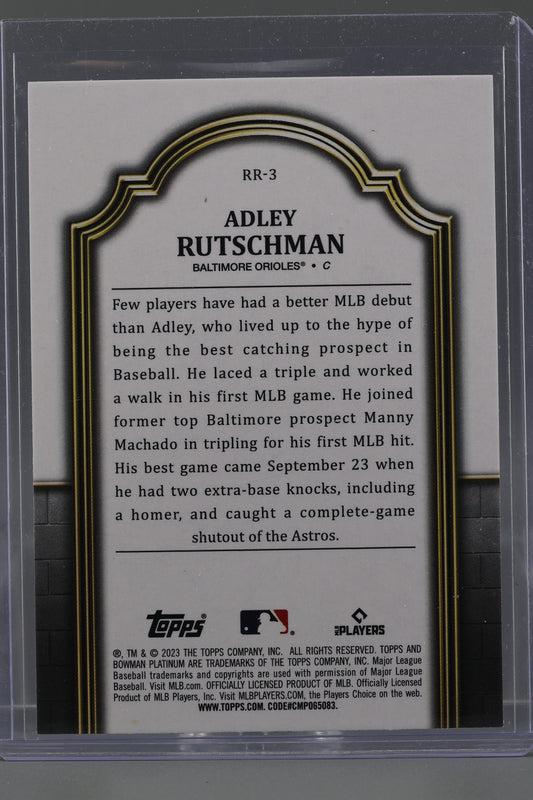 RR-3
ADLEY
RUTSCHMAN
BALTIMORE ORIOLES® • C
Few players have had a better MLB debut
than Adley, who lived up to the hype of
being the best catching prospect in
Baseball. He laced a triple and worked
a walk in his first MLB game. He joined
former top Baltimore prospect Manny
Machado in tripling for his first MLB hit.
His best game came September 23 when
he had two extra-base knocks, including
a homer, and caught a complete-game
shutout of the Astros.
Topps® PLAYERS
®, TM & © 2023 THE TOPPS COMPANY, INC. ALL RIGHTS RESERVED. TOPPS AND
BOWMAN PLATINUM ARE TRADEMARKS OF THE TOPPS COMPANY, INC. Major League
Baseball trademarks and copyrights are used with permission of Major League
Baseball. Visit MLB.com. OFFICIALLY LICENSED PRODUCT OF MLB. Officially Licensed
Product of MLB Players, Inc. Visit MLBPLAYERS.com, the Players Choice on the web.
WWW.TOPPS.COM. CODE#CMP065083.